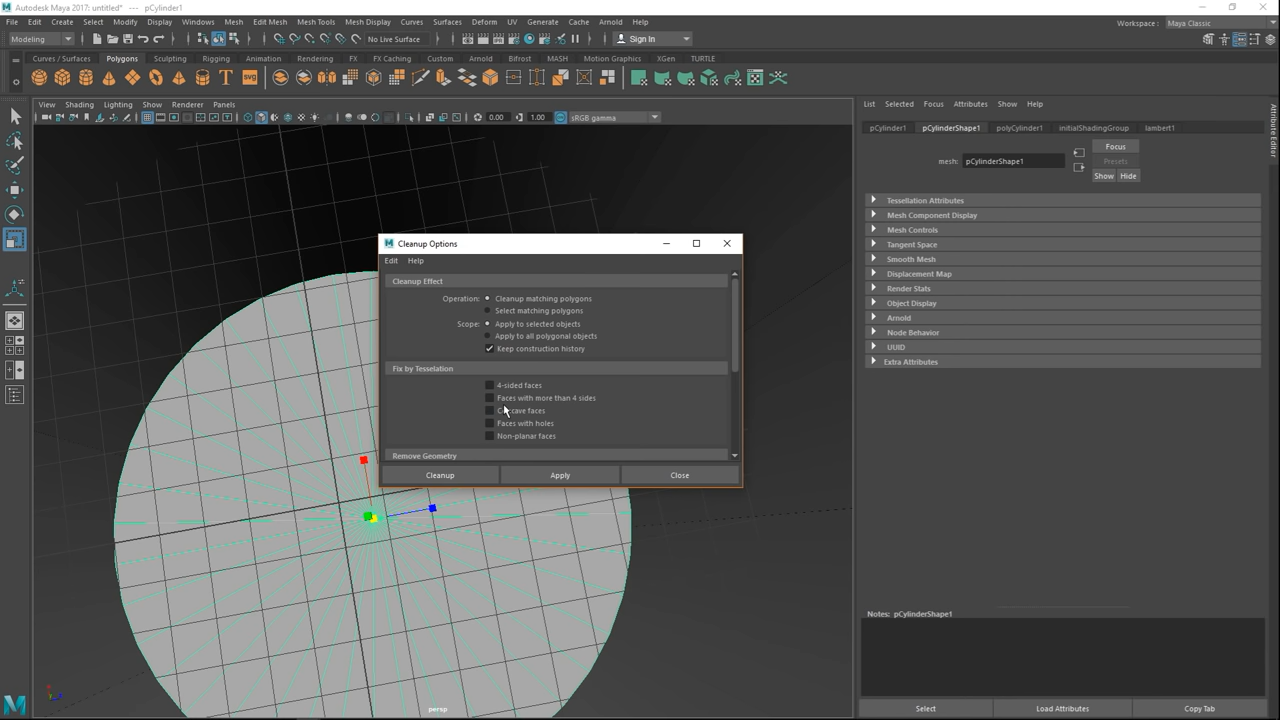 Autodesk Maya 2017: untitled* --- pCylinder1
File Edit Create Select Modify Display Windows Mesh Edit Mesh Mesh Tools Mesh Display Curves Surfaces Deform UV Generate Cache Arnold Help
Workspace : Maya Classic
Modeling No Live Surface Sign In
Curves / Surfaces Polygons Sculpting Rigging Animation Rendering FX FX Caching Custom Arnold Bifrost MASH Motion Graphics XGen TURTLE
T SVG
View Shading Lighting Show Renderer Panels
0.00 1.00 sRGB gamma
List Selected Focus Attributes Show Help
Attribute Editor
pCylinder1 pCylinderShape1 polyCylinder1 initialShadingGroup lambert1
Focus
mesh: pCylinderShape1
Presets
Show Hide
Tessellation Attributes
Mesh Component Display
Mesh Controls
Tangent Space
Smooth Mesh
Displacement Map
Render Stats
Object Display
Arnold
Node Behavior
UUID
Extra Attributes
Notes: pCylinderShape1
Select Load Attributes Copy Tab
Cleanup Options
Edit Help
Cleanup Effect
Operation: Cleanup matching polygons
Select matching polygons
Scope: Apply to selected objects
Apply to all polygonal objects
Keep construction history
Fix by Tesselation
4-sided faces
Faces with more than 4 sides
Concave faces
Faces with holes
Non-planar faces
Remove Geometry
Cleanup Apply Close
persp